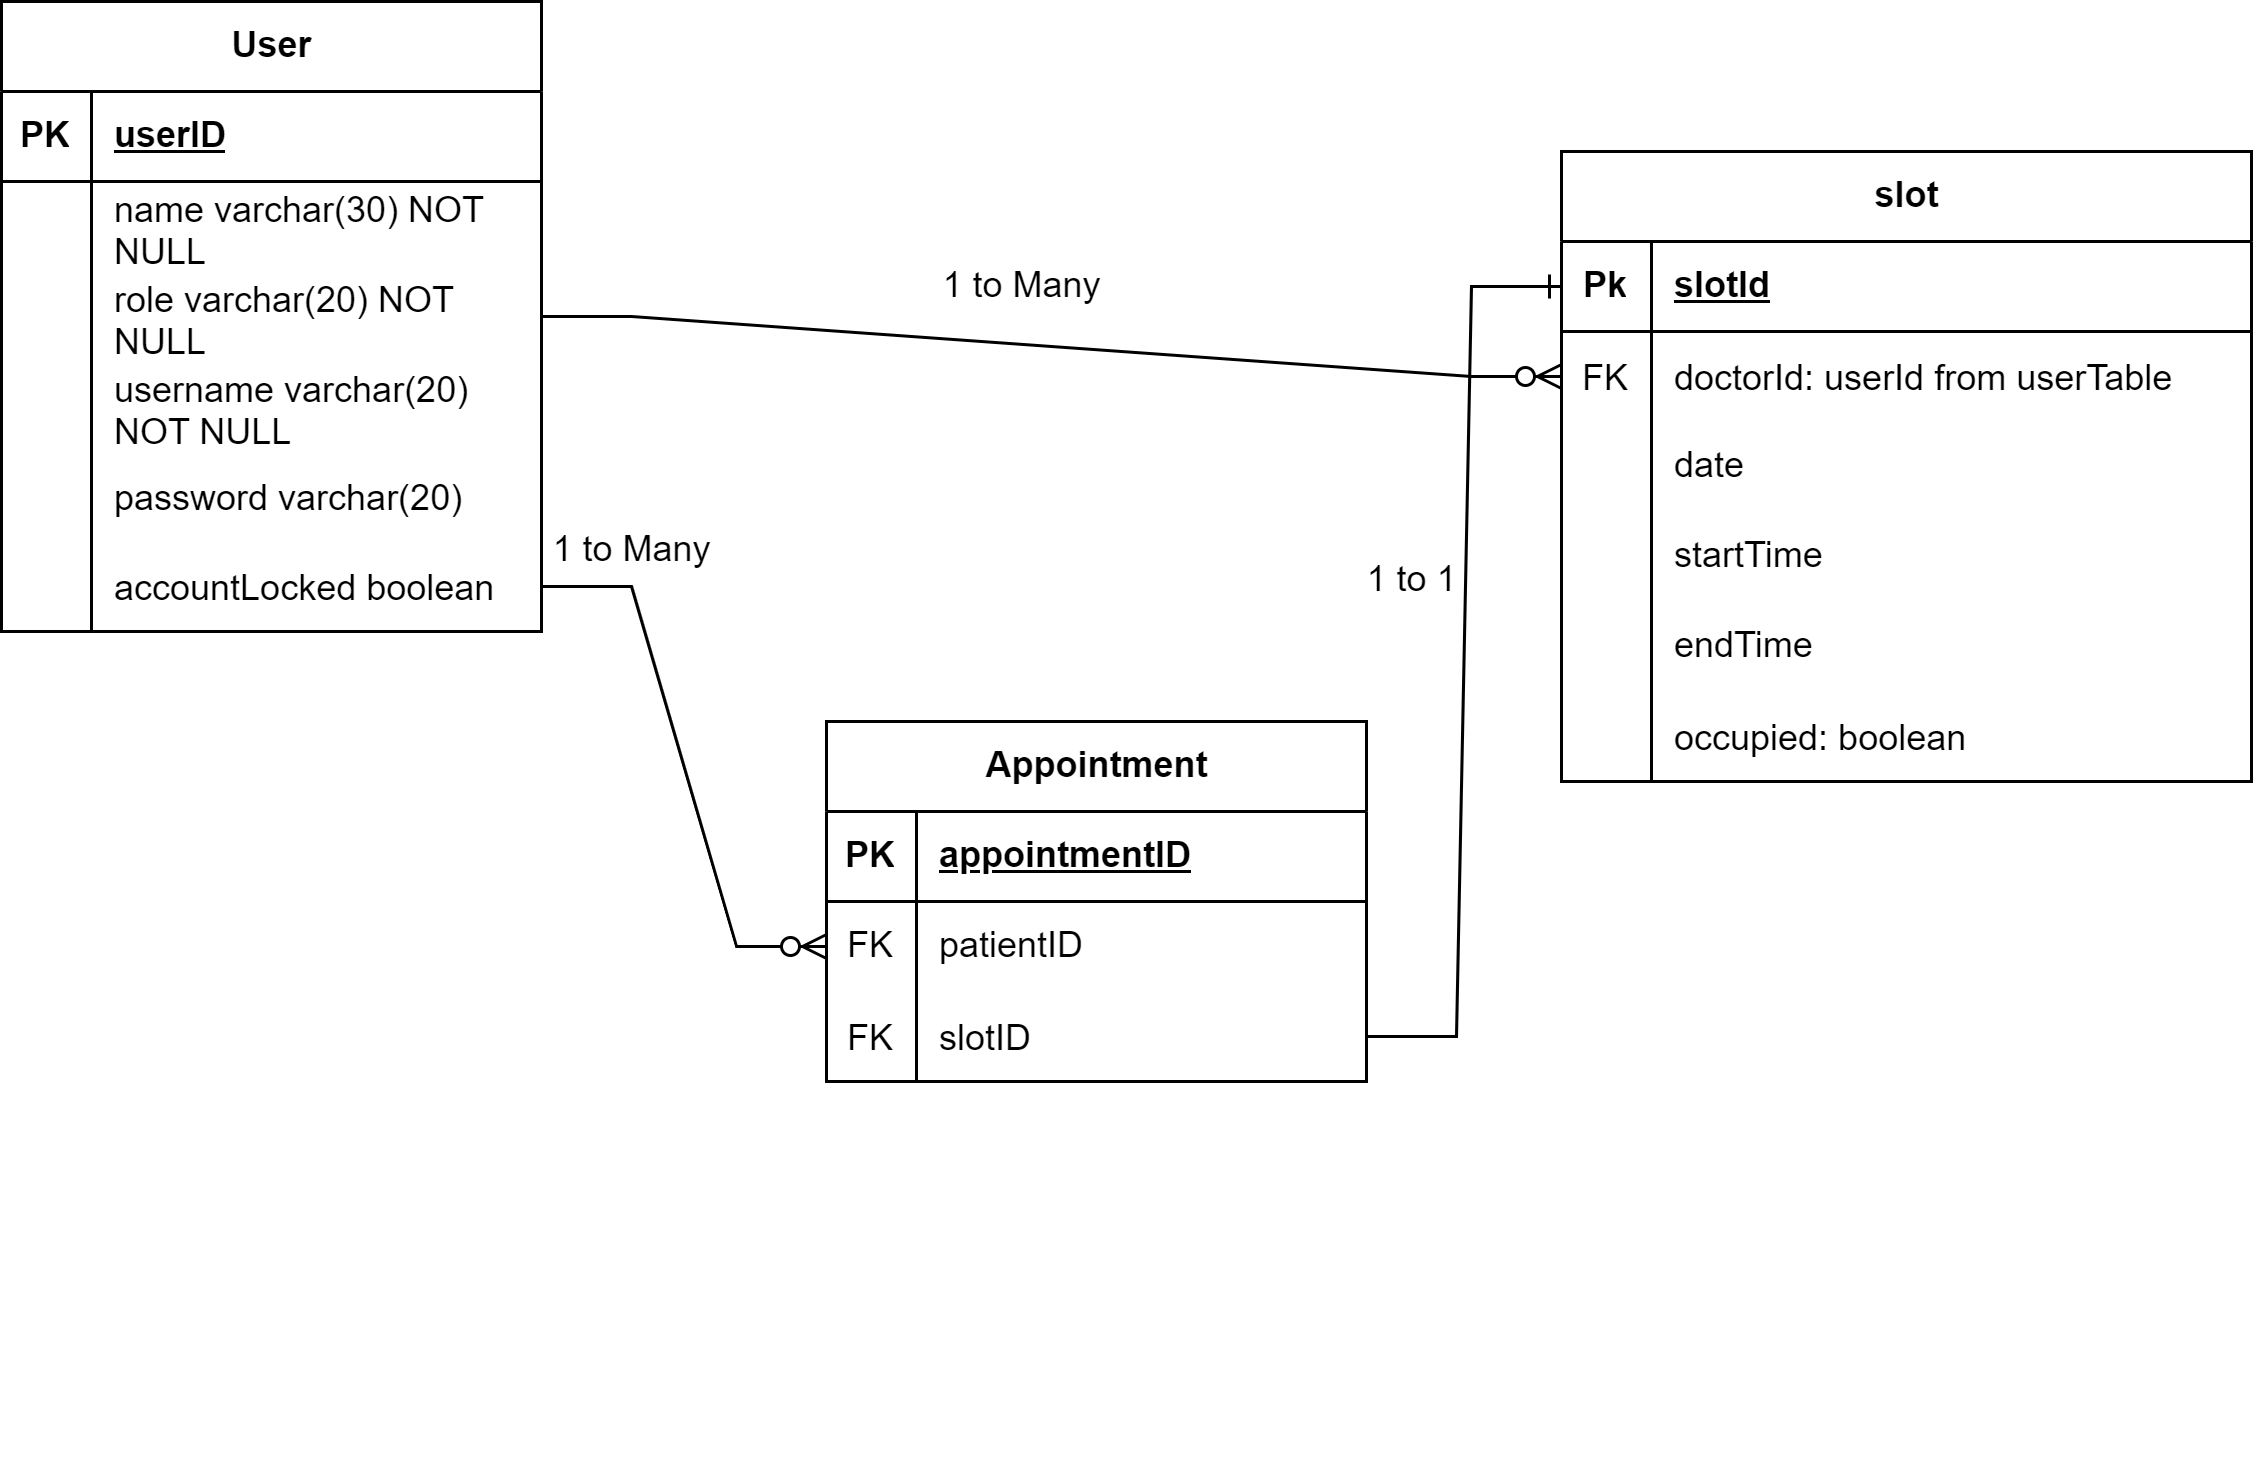 User
PK userID
name varchar(30) NOT
NULL
role varchar(20) NOT
NULL
username varchar(20)
NOT NULL
password varchar(20)
accountLocked boolean
1 to Many
1 to Many
1 to 1
slot
Pk slotId
FK doctorId: userId from userTable
date
startTime
endTime
occupied: boolean
Appointment
PK appointmentID
FK patientID
FK slotID